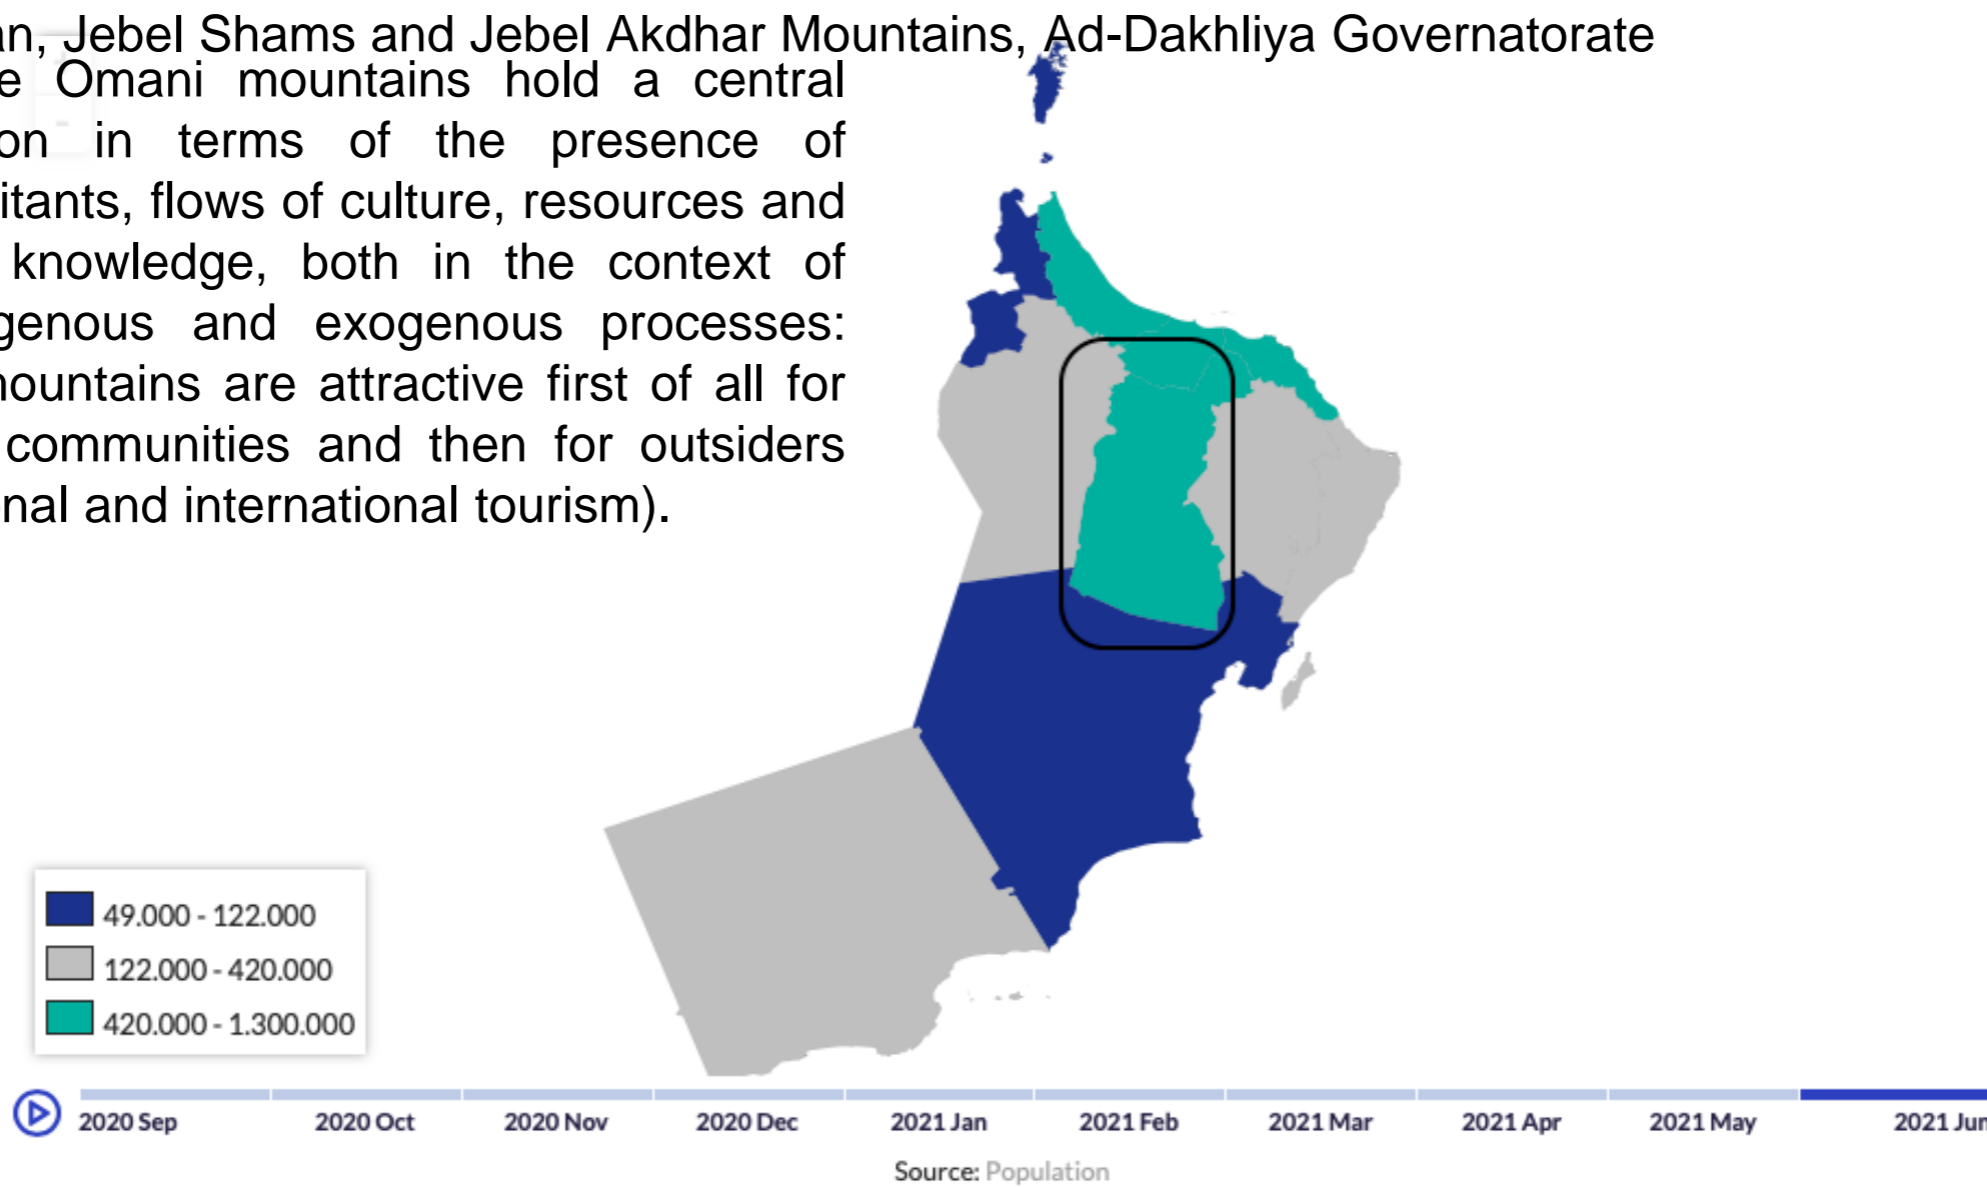 an, Jebel Shams and Jebel Akdhar Mountains, Ad-Dakhliya Governatorate
e Omani mountains hold a central
on in terms of the presence of
itants, flows of culture, resources and
knowledge, both in the context of
genous and exogenous processes:
nountains are attractive first of all for
communities and then for outsiders
nal and international tourism).
49.000 - 122.000
122.000 - 420.000
420.000 - 1.300.000
2020 Sep 2020 Oct 2020 Nov 2020 Dec 2021 Jan 2021 Feb 2021 Mar 2021 Apr 2021 May 2021 Jun
Source: Population